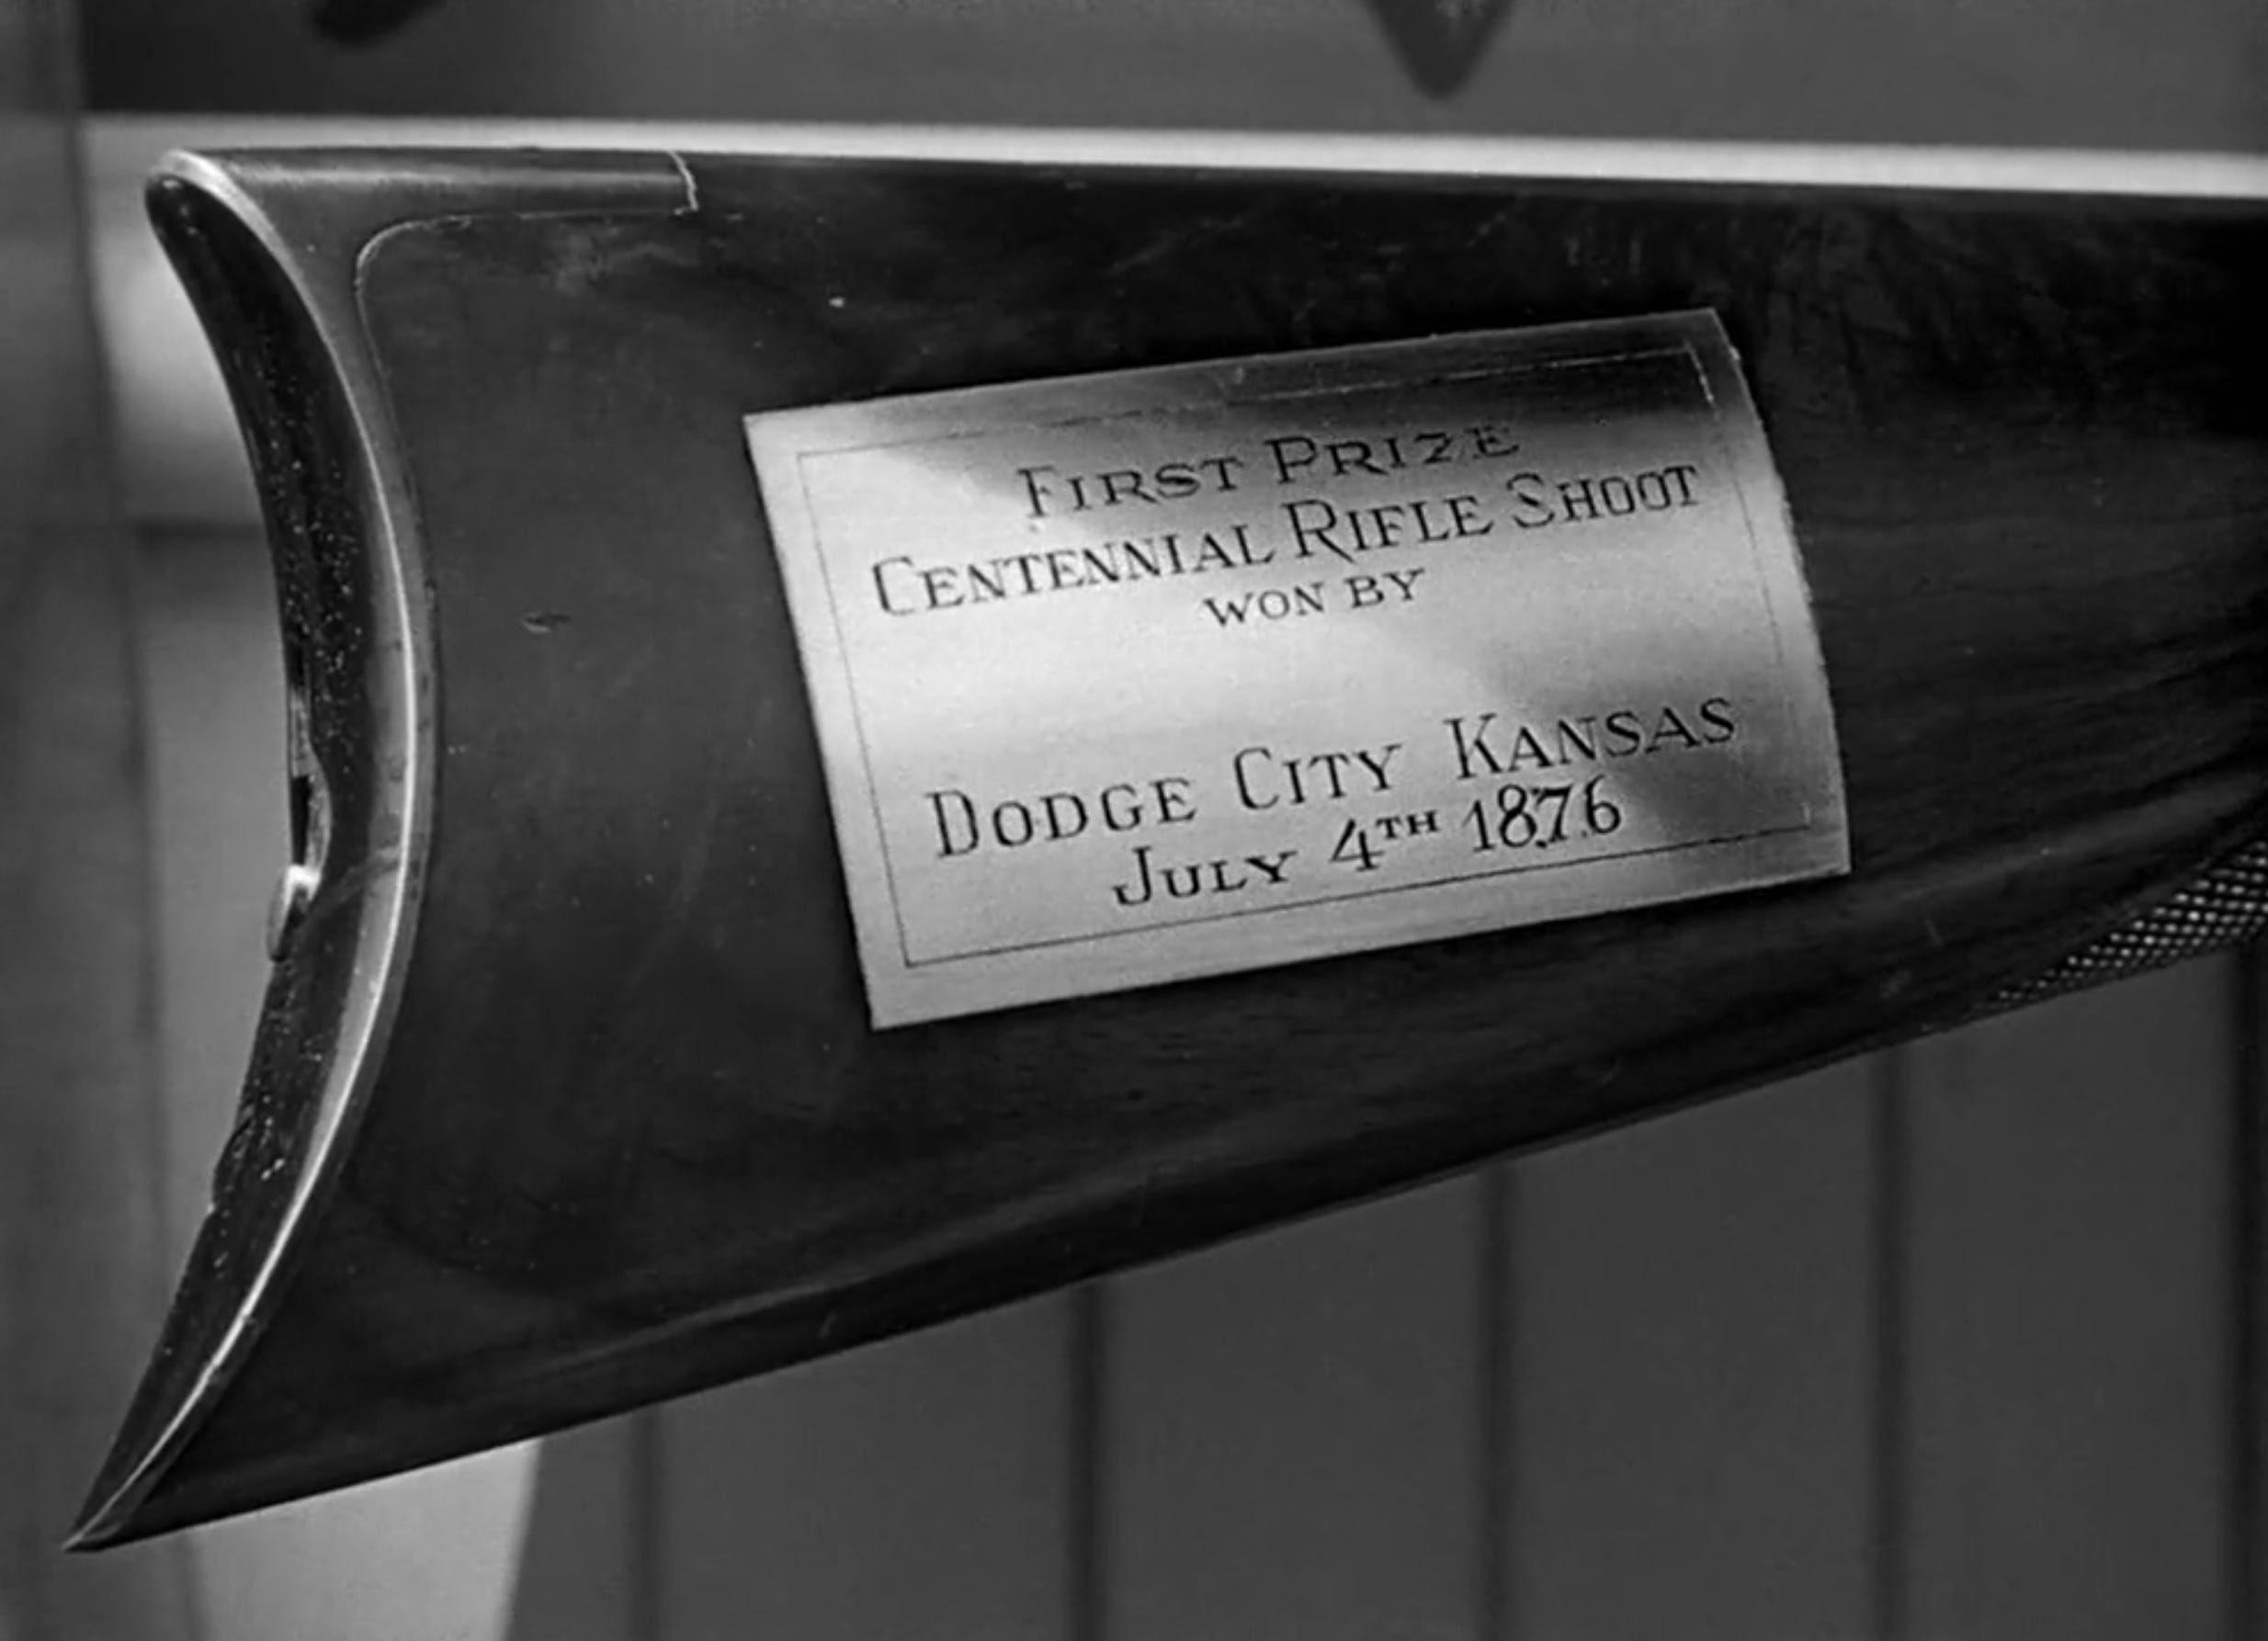 FIRST PRIZE
CENTENNIAL RIFLE SHOOT
WON BY
DODGE CITY KANSAS
JULY 4TH 1876